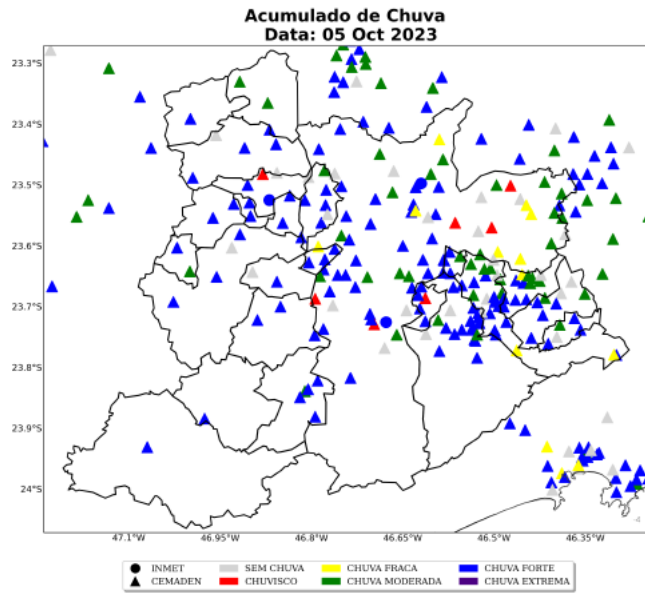 Acumulado de Chuva
Data: 05 Oct 2023
23.3°S
23.4°S
23.5°S
23.6°S
23.7°S
23.8°S
23.9°S
24°S
47.1°W
46.95°W
46.8°W
46.65°W
46.5°W
46.35°W
INMET
CEMADEN
SEM CHUVA
CHUVISCO
CHUVA FRACA
CHUVA MODERADA
CHUVA FORTE
CHUVA EXTREMA